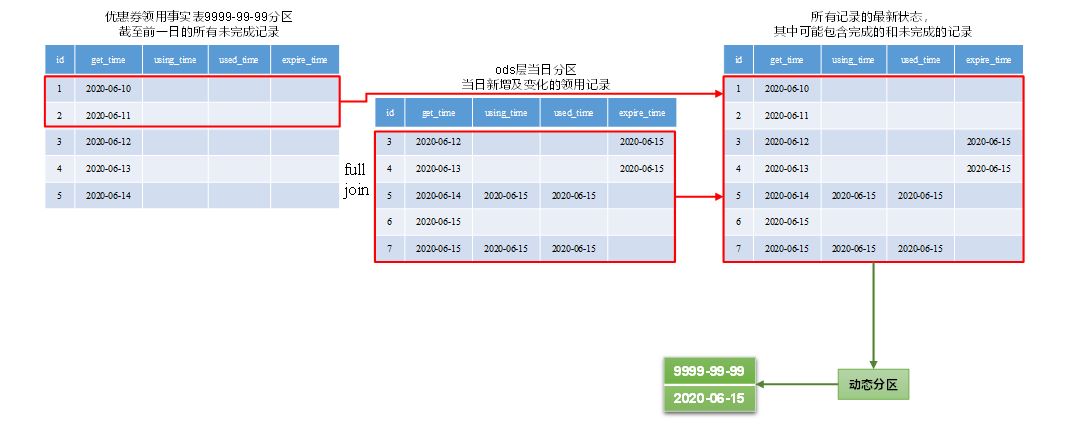 优惠券领用事实表9999-99-99分区
截至前一日的所有未完成记录
id get_time using_time used_time expire_time
1 2020-06-10
2 2020-06-11
3 2020-06-12
4 2020-06-13
5 2020-06-14
full
join
ods层当日分区
当日新增及变化的领用记录
id get_time using_time used_time expire_time
3 2020-06-12 2020-06-15
4 2020-06-13 2020-06-15
5 2020-06-14 2020-06-15 2020-06-15
6 2020-06-15
7 2020-06-15 2020-06-15 2020-06-15
所有记录的最新状态，
其中可能包含完成的和未完成的记录
id get_time using_time used_time expire_time
1 2020-06-10
2 2020-06-11
3 2020-06-12 2020-06-15
4 2020-06-13 2020-06-15
5 2020-06-14 2020-06-15 2020-06-15
6 2020-06-15
7 2020-06-15 2020-06-15 2020-06-15
动态分区
9999-99-99
2020-06-15